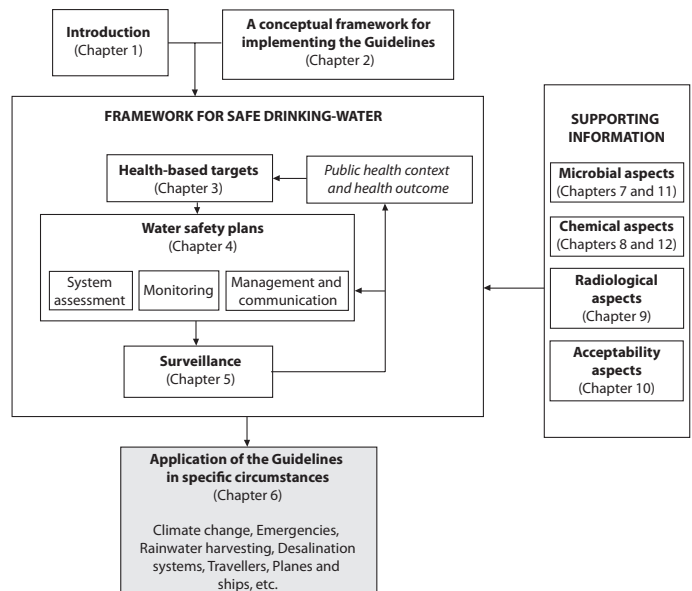 Introduction
(Chapter 1)
A conceptual framework for
implementing the Guidelines
(Chapter 2)
FRAMEWORK FOR SAFE DRINKING-WATER
Health-based targets
(Chapter 3)
Public health context
and health outcome
Water safety plans
(Chapter 4)
System
assessment
Monitoring
Management and
communication
Surveillance
(Chapter 5)
SUPPORTING
INFORMATION
Microbial aspects
(Chapters 7 and 11)
Chemical aspects
(Chapters 8 and 12)
Radiological
aspects
(Chapter 9)
Acceptability
aspects
(Chapter 10)
Application of the Guidelines
in specific circumstances
(Chapter 6)
Climate change, Emergencies,
Rainwater harvesting, Desalination
systems, Travellers, Planes and
ships, etc.